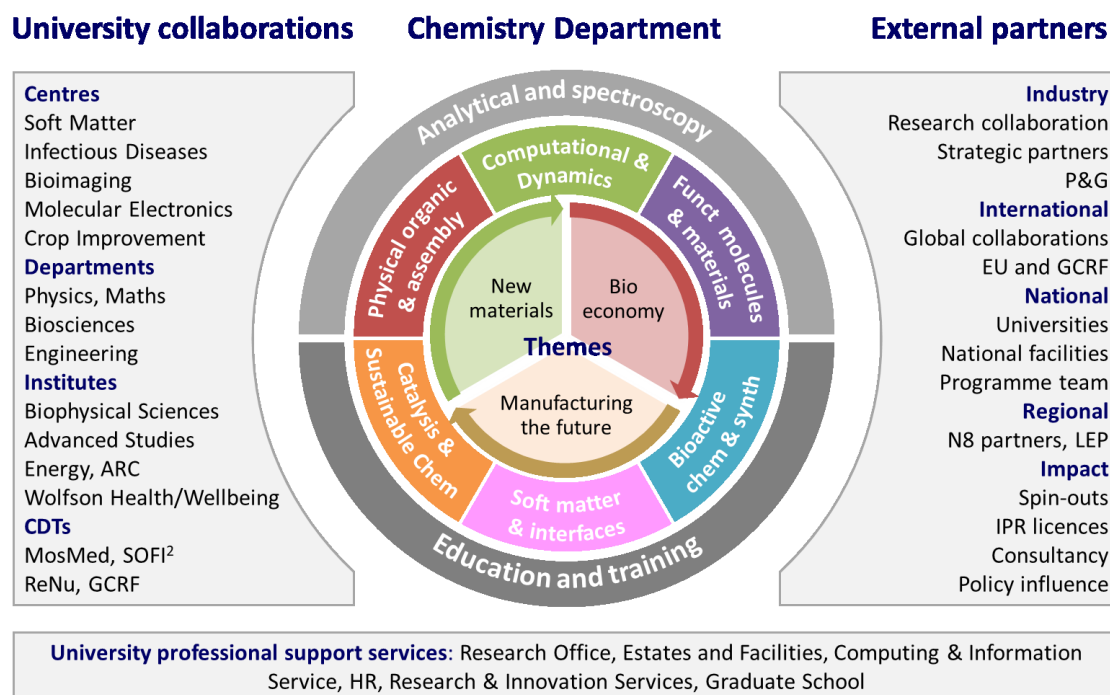 University collaborations
Chemistry Department
External partners
Centres
Soft Matter
Infectious Diseases
Bioimaging
Molecular Electronics
Crop Improvement
Departments
Physics, Maths
Biosciences
Engineering
Institutes
Biophysical Sciences
Advanced Studies
Energy, ARC
Wolfson Health/Wellbeing
CDTs
MosMed, SOFI²
ReNu, GCRF
Analytical and spectroscopy
Computational &
Dynamics
Funct molecules
& materials
Bioactive
chem & synth
Soft matter
& interfaces
Catalysis &
Sustainable Chem
Physical organic
& assembly
New
materials
Bio
economy
Themes
Manufacturing
the future
Education and training
Industry
Research collaboration
Strategic partners
P&G
International
Global collaborations
EU and GCRF
National
Universities
National facilities
Programme team
Regional
N8 partners, LEP
Impact
Spin-outs
IPR licences
Consultancy
Policy influence
University professional support services: Research Office, Estates and Facilities, Computing & Information
Service, HR, Research & Innovation Services, Graduate School